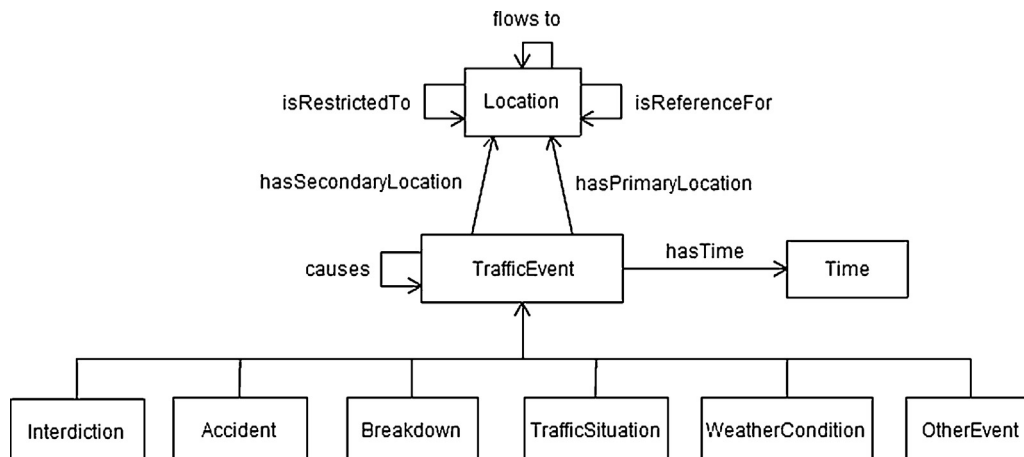 flows to
isRestrictedTo
Location
isReferenceFor
hasSecondaryLocation
hasPrimaryLocation
causes
TrafficEvent
hasTime
Time
Interdiction
Accident
Breakdown
TrafficSituation
WeatherCondition
OtherEvent